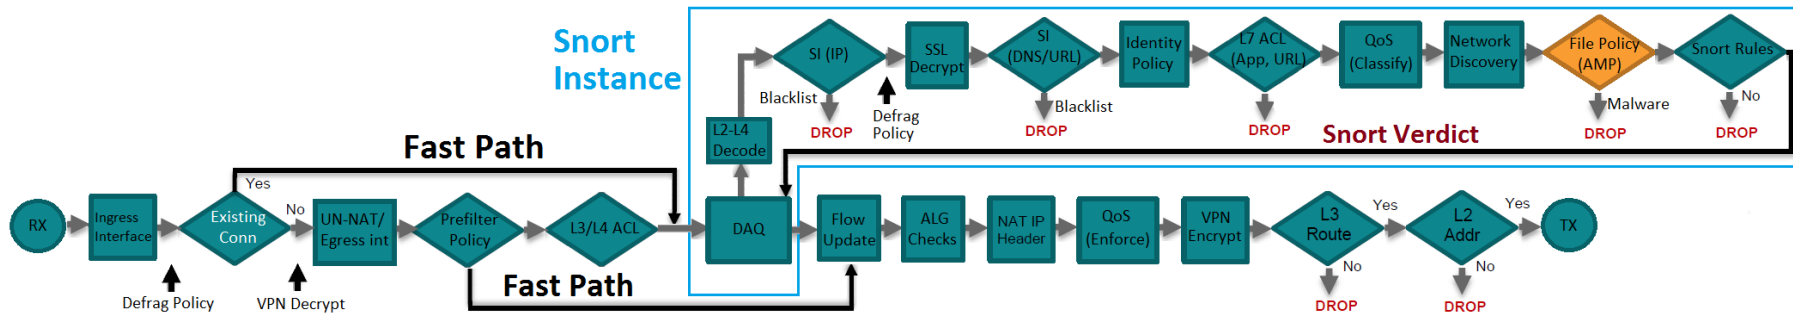 Snort
Instance
SI (IP)
Blacklist
DROP
Defrag
Policy
SSL
Decrypt
SI
(DNS/URL)
Blacklist
DROP
Identity
Policy
L7 ACL
(App, URL)
DROP
QoS
(Classify)
Network
Discovery
File Policy
(AMP)
Malware
DROP
Snort Rules
No
DROP
Snort Verdict
L2-L4
Decode
Fast Path
RX
Ingress
Interface
Defrag Policy
Existing
Conn
Yes
No
VPN Decrypt
UN-NAT/
Egress int
Prefilter
Policy
Fast Path
L3/L4 ACL
DAQ
Flow
Update
ALG
Checks
NAT IP
Header
QoS
(Enforce)
VPN
Encrypt
L3
Route
Yes
No
DROP
L2
Addr
Yes
No
DROP
TX